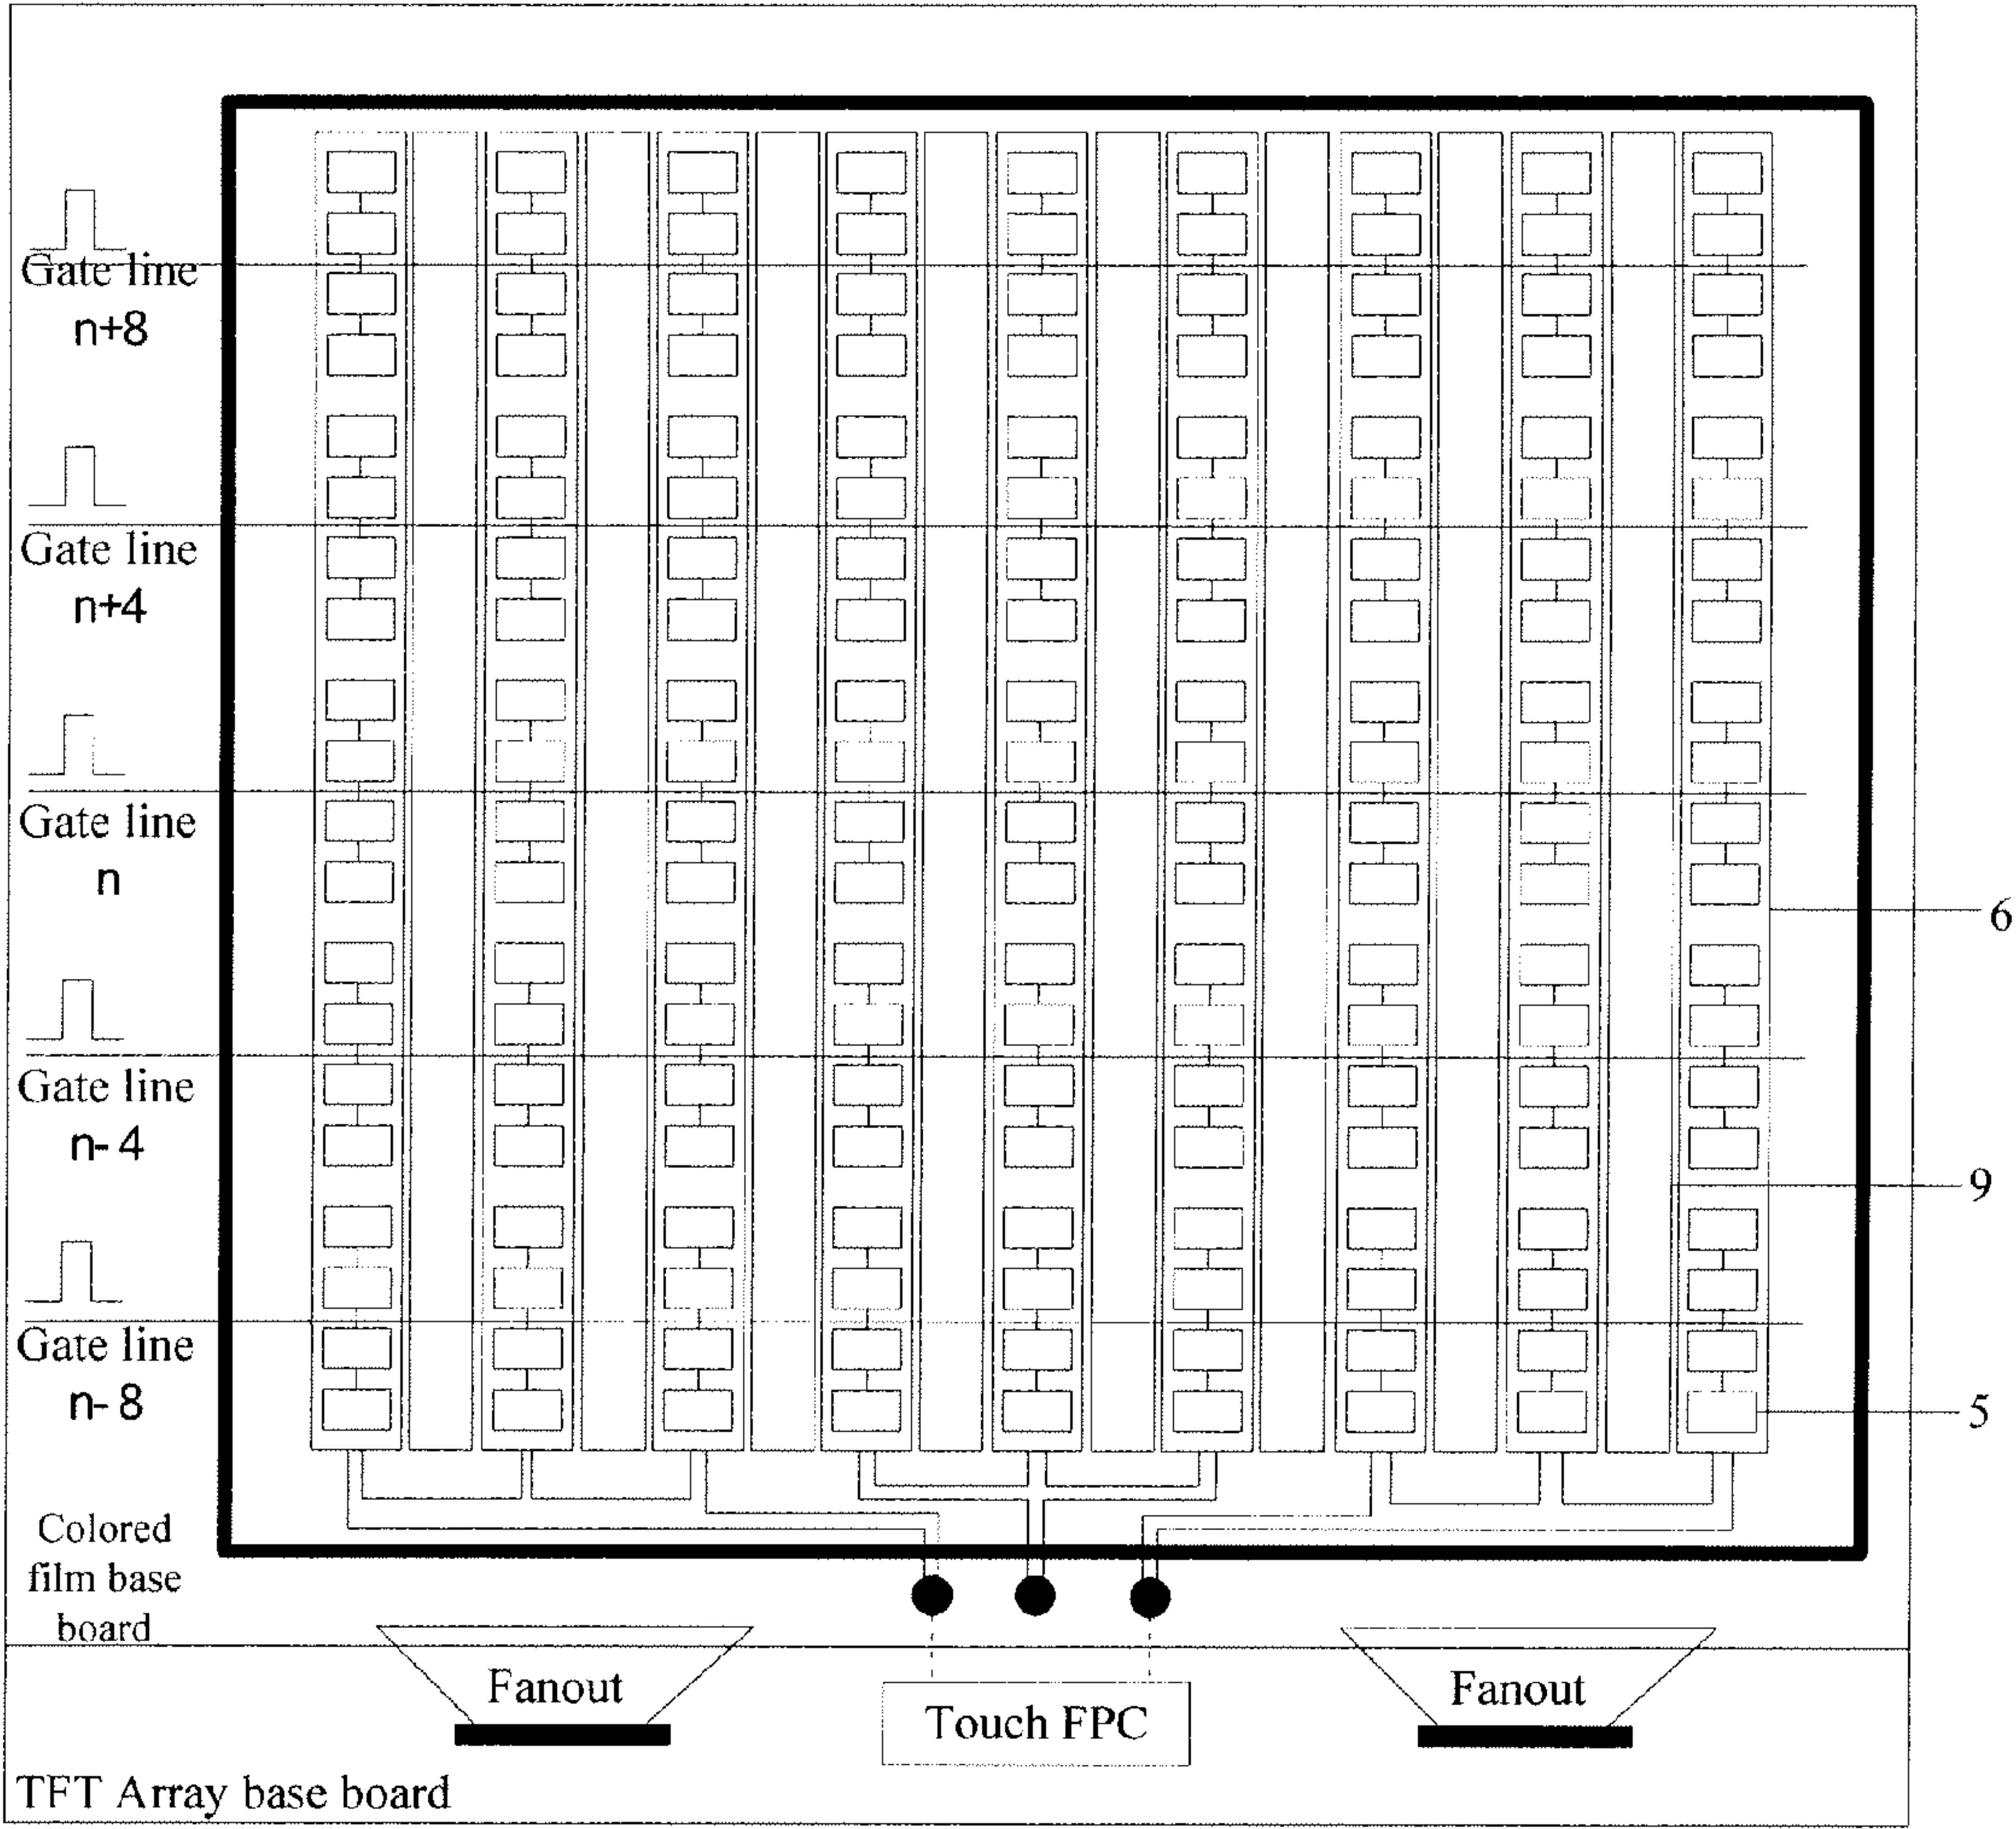 Gate line
n+8
Gate line
n+4
Gate line
n
6
Gate line
n- 4
9
Gate line
n- 8
5
Colored
film base
board
Fanout
Touch FPC
Fanout
TFT Array base board